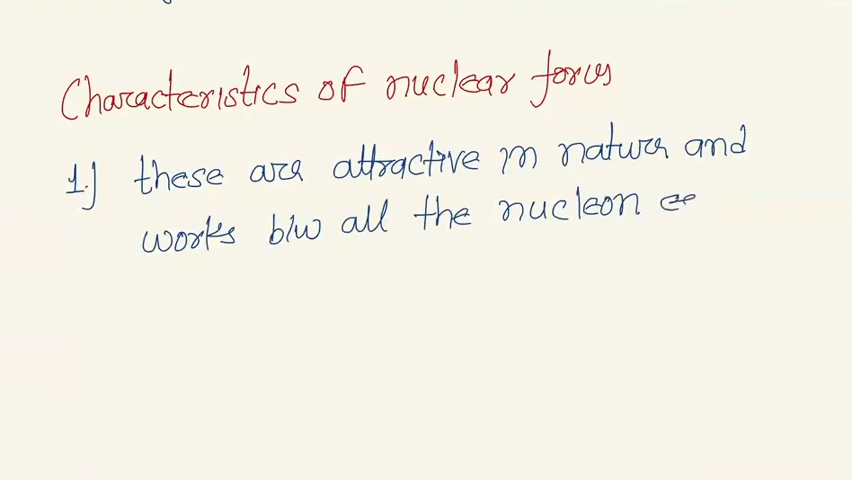 Characteristics of nuclear forces
1.) these are attractive in nature and
works b/w all the nucleon